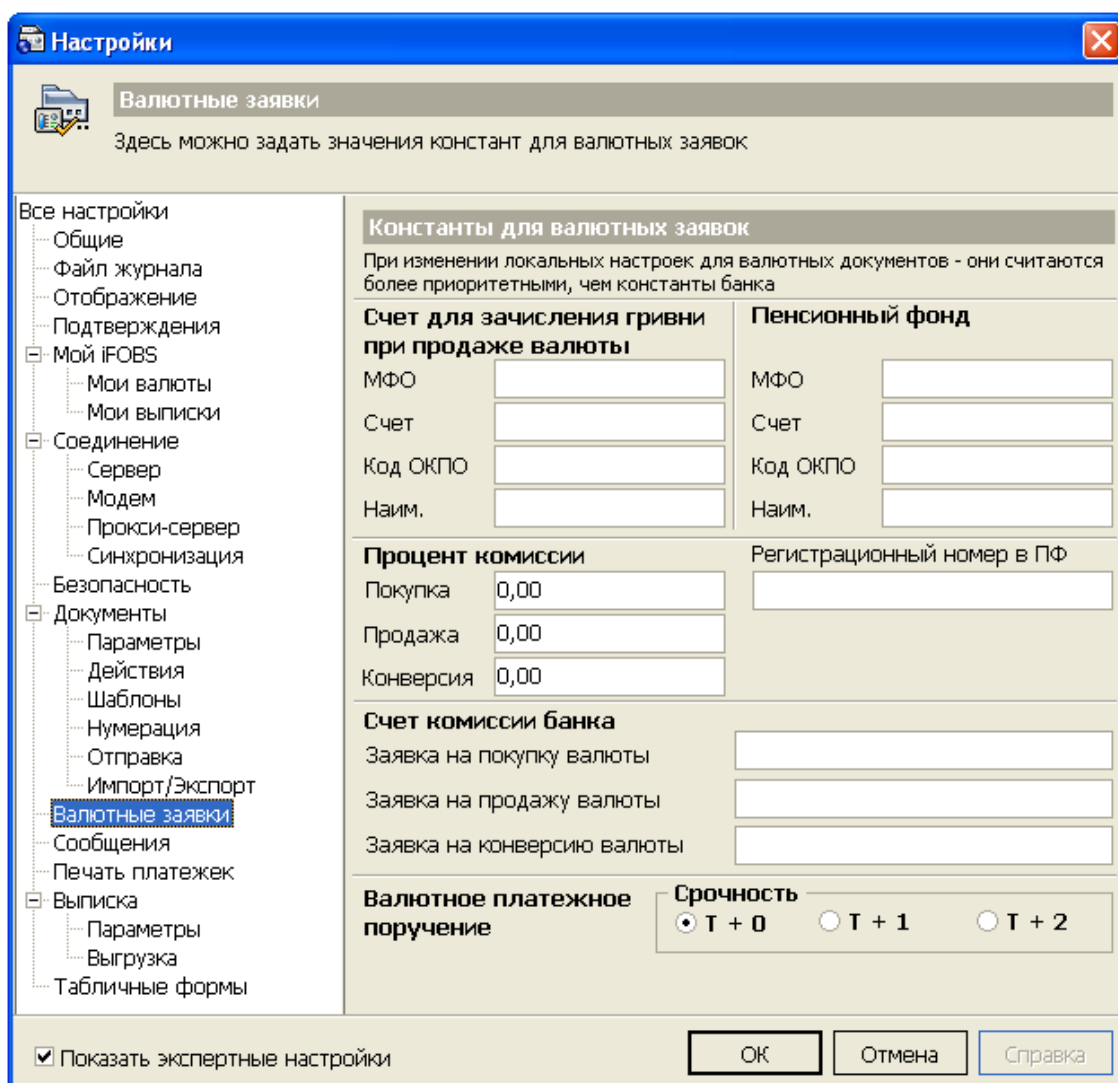 Настройки
Валютные заявки
Здесь можно задать значения констант для валютных заявок
Все настройки
Общие
Файл журнала
Отображение
Подтверждения
Мой iFOBS
Мои валюты
Мои выписки
Соединение
Сервер
Модем
Прокси-сервер
Синхронизация
Безопасность
Документы
Параметры
Действия
Шаблоны
Нумерация
Отправка
Импорт/Экспорт
Валютные заявки
Сообщения
Печать платежек
Выписка
Параметры
Выгрузка
Табличные формы
Константы для валютных заявок
При изменении локальных настроек для валютных документов - они считаются
более приоритетными, чем константы банка
Счет для зачисления гривни
при продаже валюты
МФО
Счет
Код ОКПО
Наим.
Пенсионный фонд
МФО
Счет
Код ОКПО
Наим.
Процент комиссии
Покупка 0,00
Продажа 0,00
Конверсия 0,00
Регистрационный номер в ПФ
Счет комиссии банка
Заявка на покупку валюты
Заявка на продажу валюты
Заявка на конверсию валюты
Валютное платежное
поручение
Срочность
T + 0 T + 1 T + 2
Показать экспертные настройки
ОК Отмена Справка